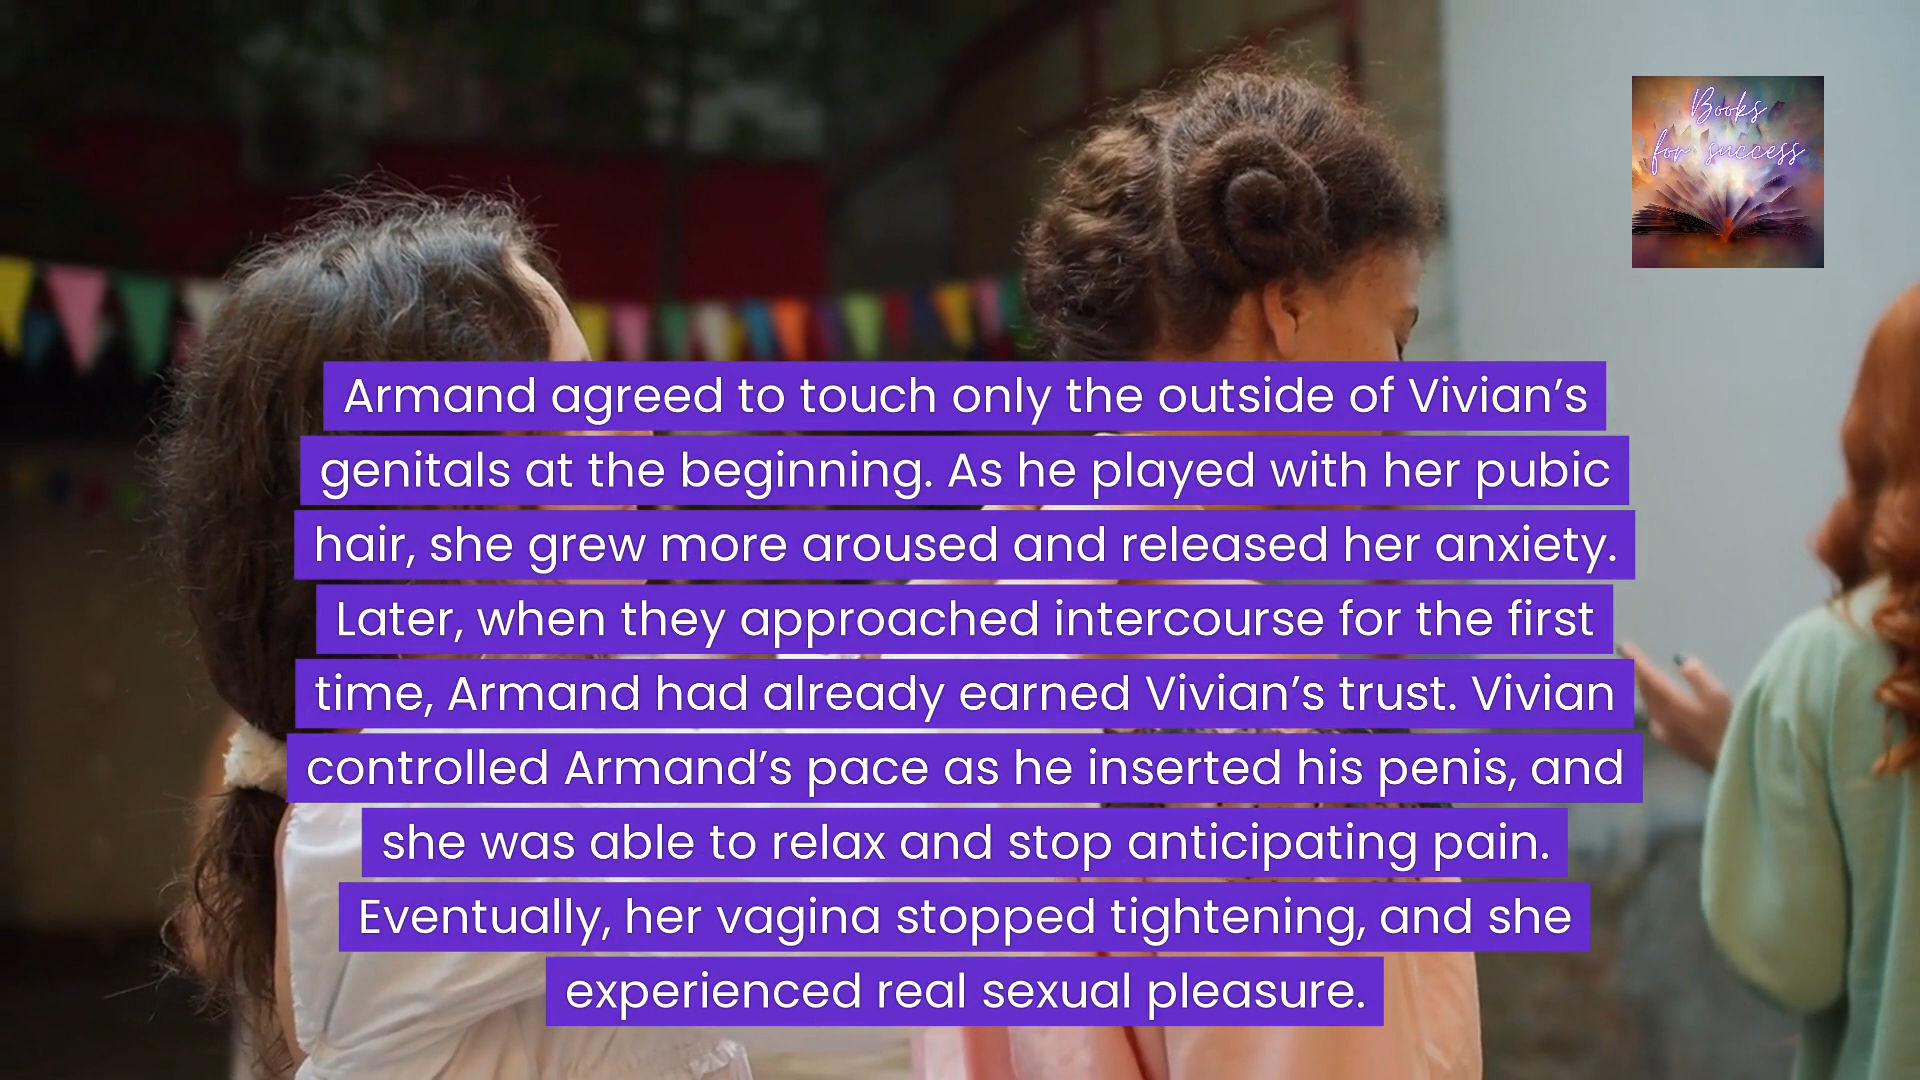 Books
for success
Armand agreed to touch only the outside of Vivian’s
genitals at the beginning. As he played with her pubic
hair, she grew more aroused and released her anxiety.
Later, when they approached intercourse for the first
time, Armand had already earned Vivian’s trust. Vivian
controlled Armand’s pace as he inserted his penis, and
she was able to relax and stop anticipating pain.
Eventually, her vagina stopped tightening, and she
experienced real sexual pleasure.